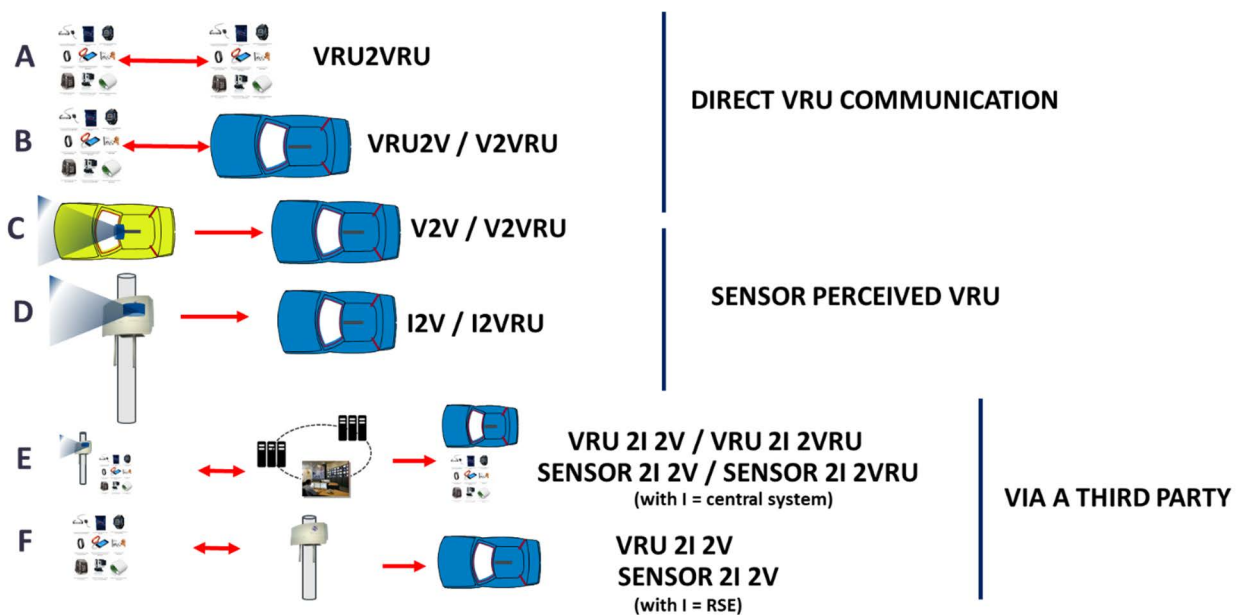 A
VRU2VRU
DIRECT VRU COMMUNICATION
B
VRU2V / V2VRU
C
V2V / V2VRU
SENSOR PERCEIVED VRU
D
I2V / I2VRU
E
VRU 2I 2V / VRU 2I 2VRU
SENSOR 2I 2V / SENSOR 2I 2VRU
(with I = central system)
VIA A THIRD PARTY
F
VRU 2I 2V
SENSOR 2I 2V
(with I = RSE)